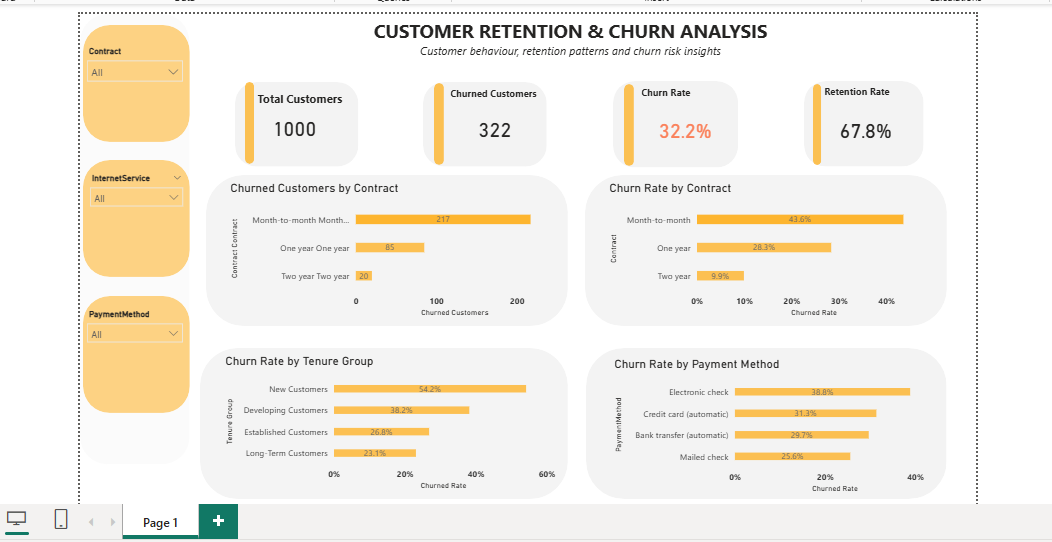 CUSTOMER RETENTION & CHURN ANALYSIS
Customer behaviour, retention patterns and churn risk insights
Contract
All
InternetService
All
PaymentMethod
All
Total Customers
1000
Churned Customers
322
Churn Rate
32.2%
Retention Rate
67.8%
Churned Customers by Contract
Contract Contract
Month-to-month Month...
217
One year One year
85
Two year Two year
20
0 100 200
Churned Customers
Churn Rate by Contract
Contract
Month-to-month
43.6%
One year
28.3%
Two year
9.9%
0% 10% 20% 30% 40%
Churned Rate
Churn Rate by Tenure Group
Tenure Group
New Customers
54.2%
Developing Customers
38.2%
Established Customers
26.8%
Long-Term Customers
23.1%
0% 20% 40% 60%
Churned Rate
Churn Rate by Payment Method
PaymentMethod
Electronic check
38.8%
Credit card (automatic)
31.3%
Bank transfer (automatic)
29.7%
Mailed check
25.6%
0% 20% 40%
Churned Rate
Page 1
+